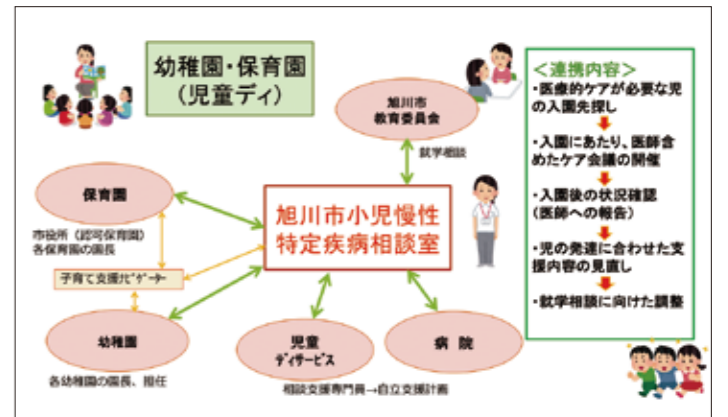 幼稚園・保育園
(児童ディ)
旭川市
教育委員会
就学相談
保育園
市役所(認可保育園)
各保育園の園長
子育て支援ナビゲーター
幼稚園
各幼稚園の園長、担任
旭川市小児慢性
特定疾病相談室
児童
ディサービス
病院
相談支援専門員→自立支援計画
＜連携内容＞
・医療的ケアが必要な児
の入園先探し
・入園にあたり、医師含
めたケア会議の開催
・入園後の状況確認
(医師への報告)
・児の発達に合わせた支
援内容の見直し
・就学相談に向けた調整